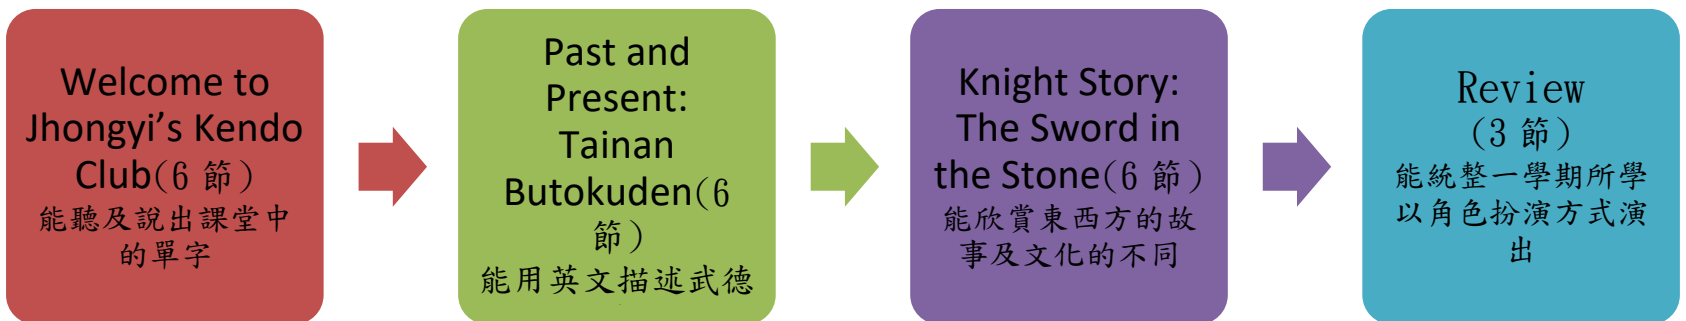 Welcome to
Jhongyi’s Kendo
Club(6 節)
能聽及說出課堂中
的單字
Past and
Present:
Tainan
Butokuden(6
節)
能用英文描述武德
Knight Story:
The Sword in
the Stone(6 節)
能欣賞東西方的故
事及文化的不同
Review
(3 節)
能統整一學期所學
以角色扮演方式演
出